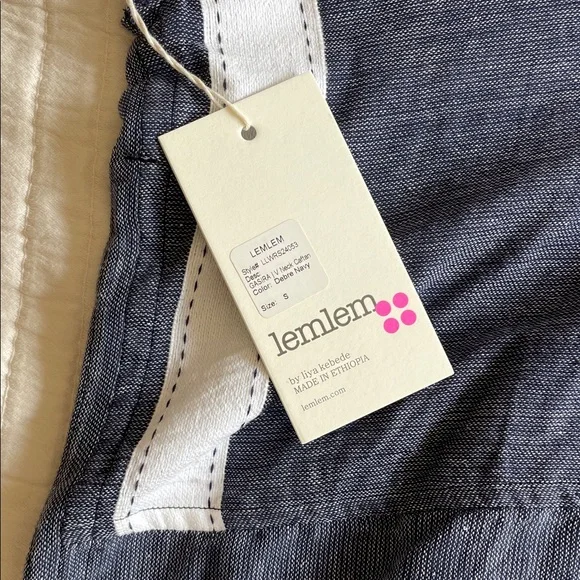 LEMLEM
Style# LLWRS24053
Desc:
GASIRA | V Neck Caftan
Color: Debre Navy
Size: S
lemlem
by liya kebede
MADE IN ETHIOPIA
lemlem.com